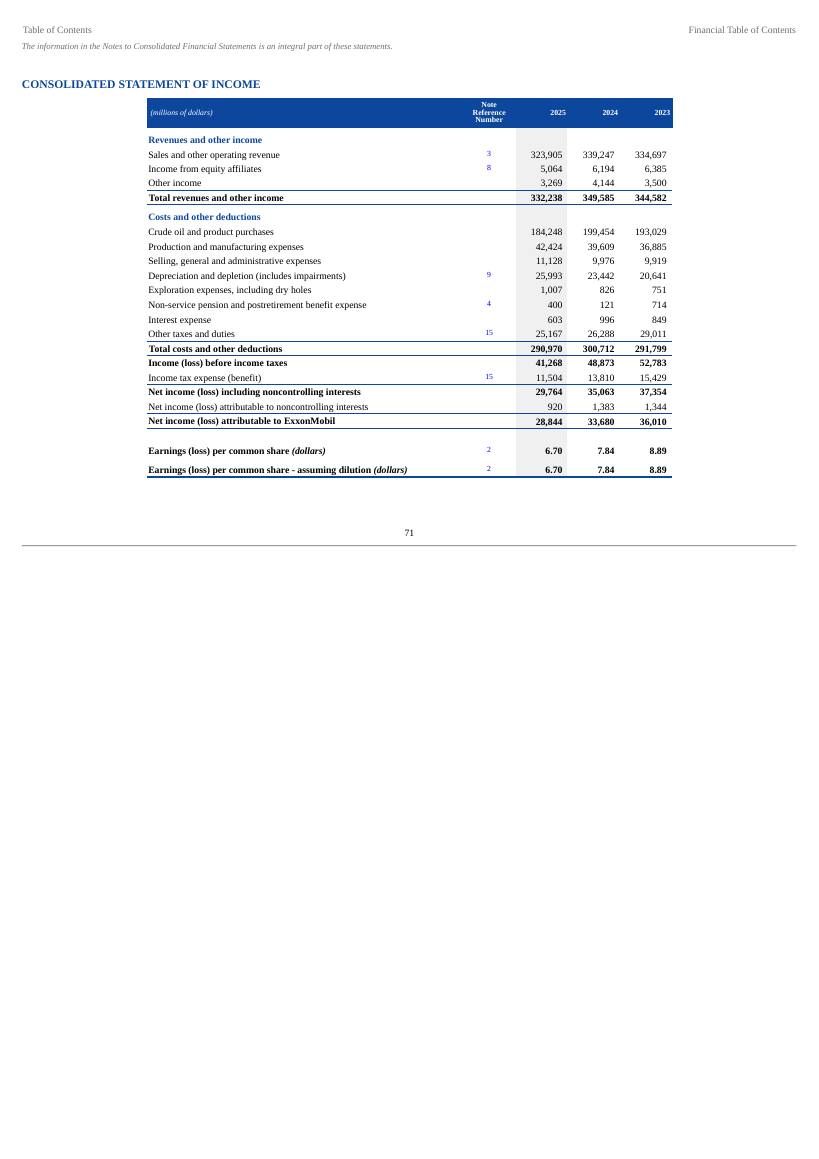 Table of Contents Financial Table of Contents
The information in the Notes to Consolidated Financial Statements is an integral part of these statements.
CONSOLIDATED STATEMENT OF INCOME
(millions of dollars) Note Reference Number 2025 2024 2023
Revenues and other income
Sales and other operating revenue 3 323,905 339,247 334,697
Income from equity affiliates 8 5,064 6,194 6,385
Other income 3,269 4,144 3,500
Total revenues and other income 332,238 349,585 344,582
Costs and other deductions
Crude oil and product purchases 184,248 199,454 193,029
Production and manufacturing expenses 42,424 39,609 36,885
Selling, general and administrative expenses 11,128 9,976 9,919
Depreciation and depletion (includes impairments) 9 25,993 23,442 20,641
Exploration expenses, including dry holes 1,007 826 751
Non-service pension and postretirement benefit expense 4 400 121 714
Interest expense 603 996 849
Other taxes and duties 15 25,167 26,288 29,011
Total costs and other deductions 290,970 300,712 291,799
Income (loss) before income taxes 41,268 48,873 52,783
Income tax expense (benefit) 15 11,504 13,810 15,429
Net income (loss) including noncontrolling interests 29,764 35,063 37,354
Net income (loss) attributable to noncontrolling interests 920 1,383 1,344
Net income (loss) attributable to ExxonMobil 28,844 33,680 36,010
Earnings (loss) per common share (dollars) 2 6.70 7.84 8.89
Earnings (loss) per common share - assuming dilution (dollars) 2 6.70 7.84 8.89
71